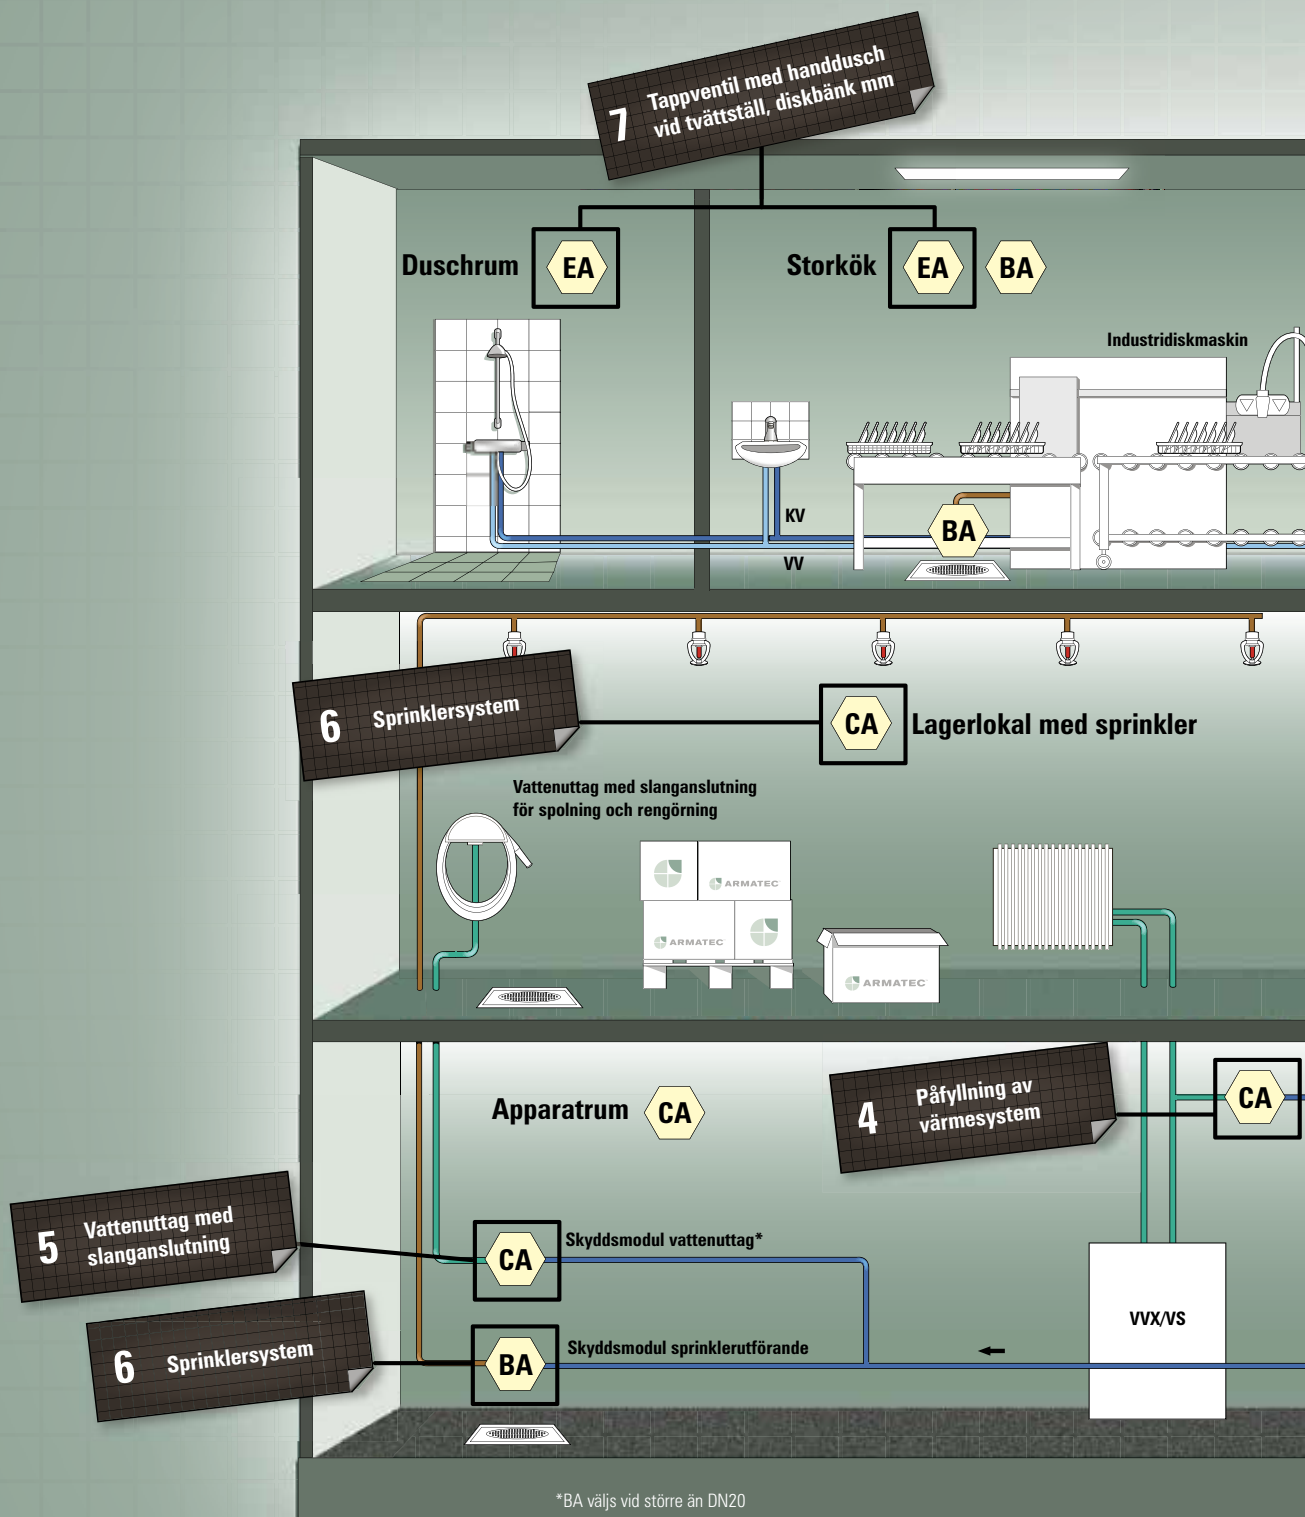 7
Tappventil med handdusch
vid tvättställ, diskbänk mm
Duschrum
EA
Storkök
EA
BA
Industridiskmaskin
KV
VV
BA
6
Sprinklersystem
CA
Lagerlokal med sprinkler
Vattenuttag med slanganslutning
för spolning och rengörning
ARMATEC
ARMATEC
ARMATEC
Apparatrum
CA
4
Påfyllning av
värmesystem
CA
5
Vattenuttag med
slanganslutning
CA
Skyddsmodul vattenuttag*
VVX/VS
6
Sprinklersystem
BA
Skyddsmodul sprinklerutförande
*BA väljs vid större än DN20